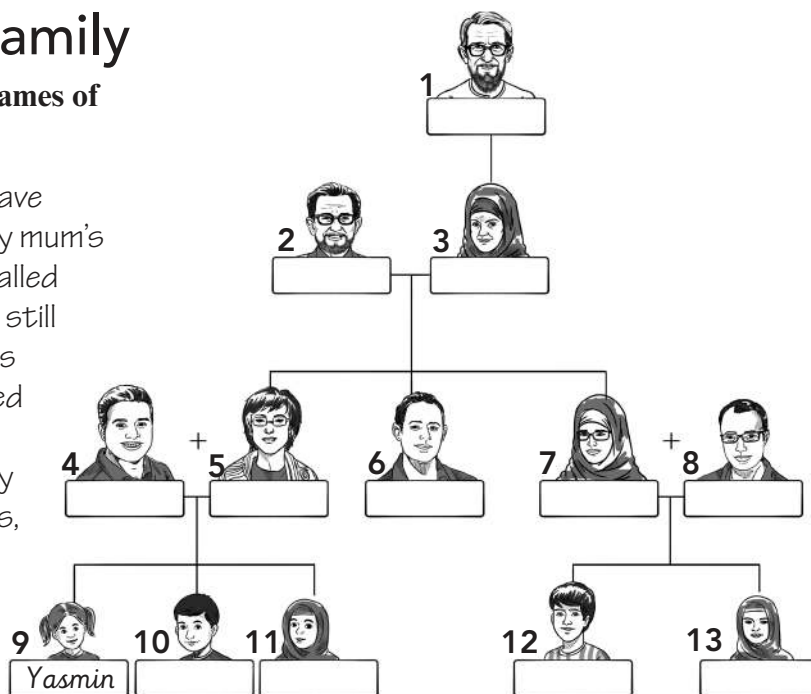 amily
ames of
ave
y mum's
alled
still
s
ed
y
s,
1
2
3
4 + 5
6
7 + 8
9
Yasmin
10
11
12
13